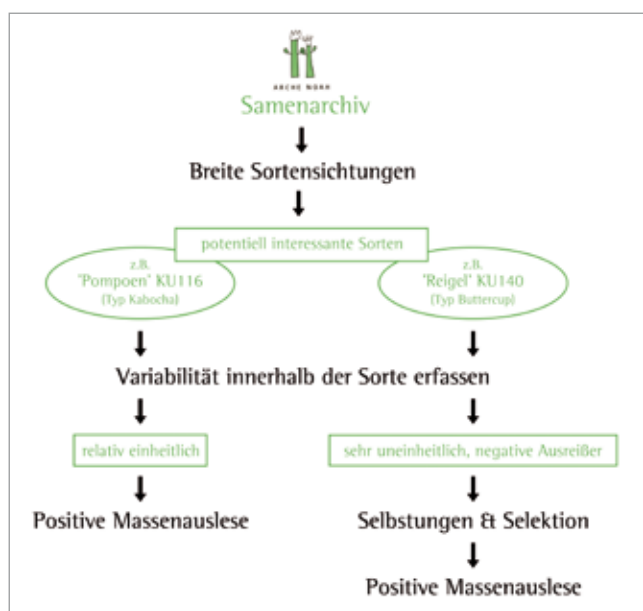 ARCHE NOAH
Samenarchiv
Breite Sortensichtungen
potentiell interessante Sorten
z.B.
"Pompoen" KU116
(Typ Kabocha)
z.B.
"Reigel" KU140
(Typ Buttercup)
Variabilität innerhalb der Sorte erfassen
relativ einheitlich
sehr uneinheitlich, negative Ausreißer
Positive Massenauslese
Selbstungen & Selektion
Positive Massenauslese